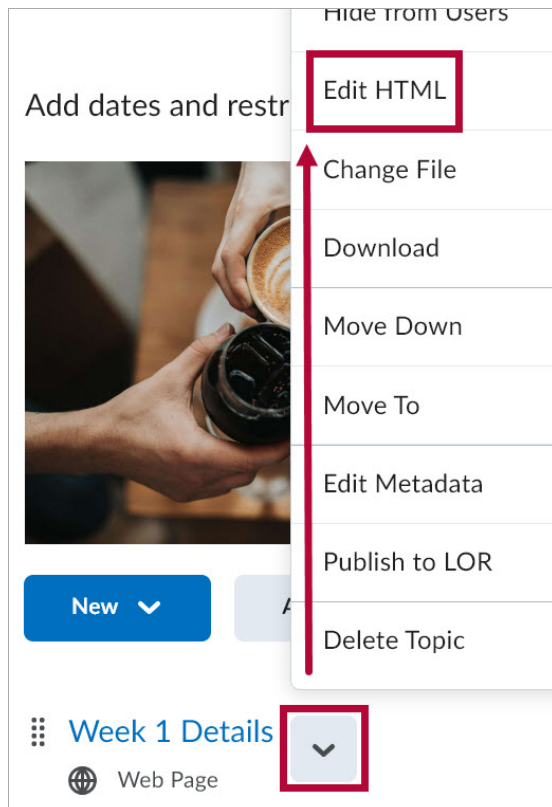 Hide from Users
Add dates and restr
Edit HTML
Change File
Download
Move Down
Move To
Edit Metadata
Publish to LOR
Delete Topic
New
A
Week 1 Details
Web Page